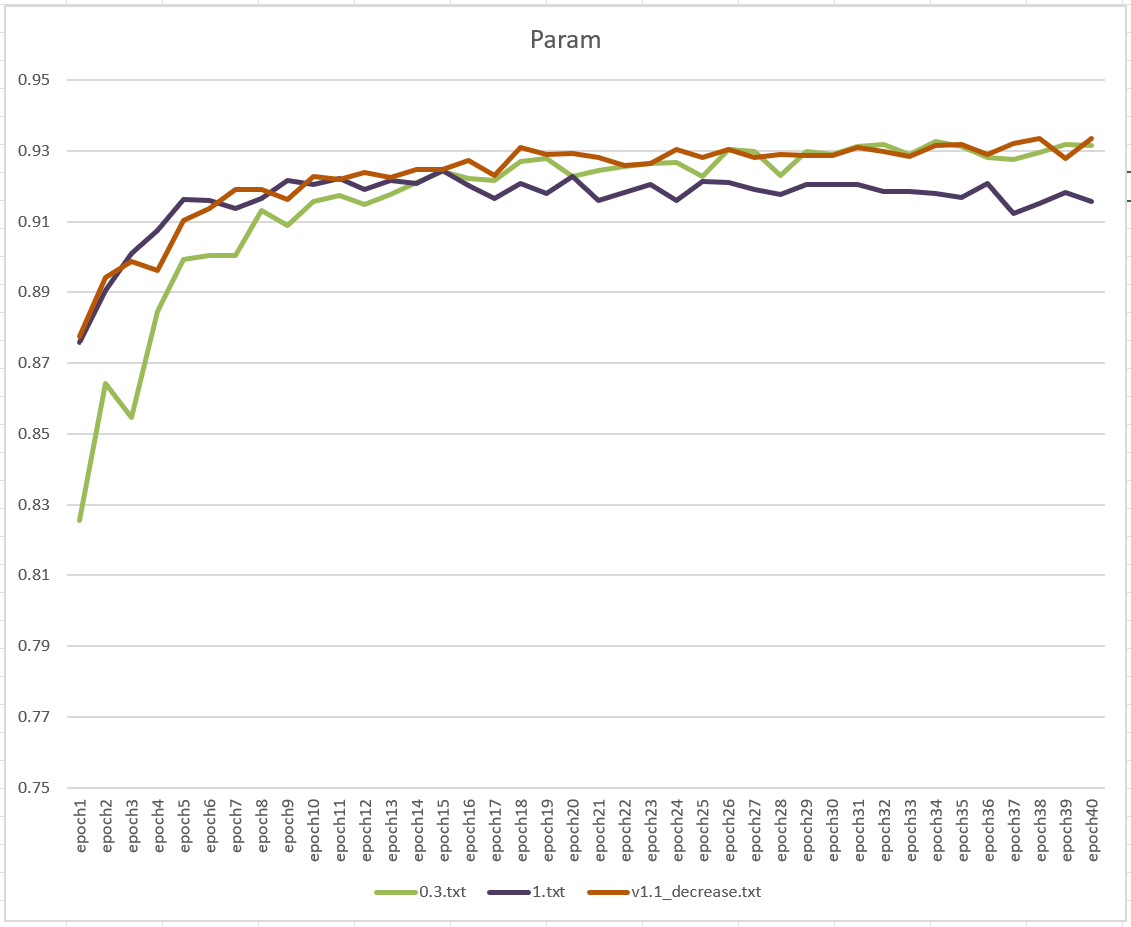 Param
0.95
0.93
0.91
0.89
0.87
0.85
0.83
0.81
0.79
0.77
0.75
epoch1
epoch2
epoch3
epoch4
epoch5
epoch6
epoch7
epoch8
epoch9
epoch10
epoch11
epoch12
epoch13
epoch14
epoch15
epoch16
epoch17
epoch18
epoch19
epoch20
epoch21
epoch22
epoch23
epoch24
epoch25
epoch26
epoch27
epoch28
epoch29
epoch30
epoch31
epoch32
epoch33
epoch34
epoch35
epoch36
epoch37
epoch38
epoch39
epoch40
0.3.txt 1.txt v1.1_decrease.txt